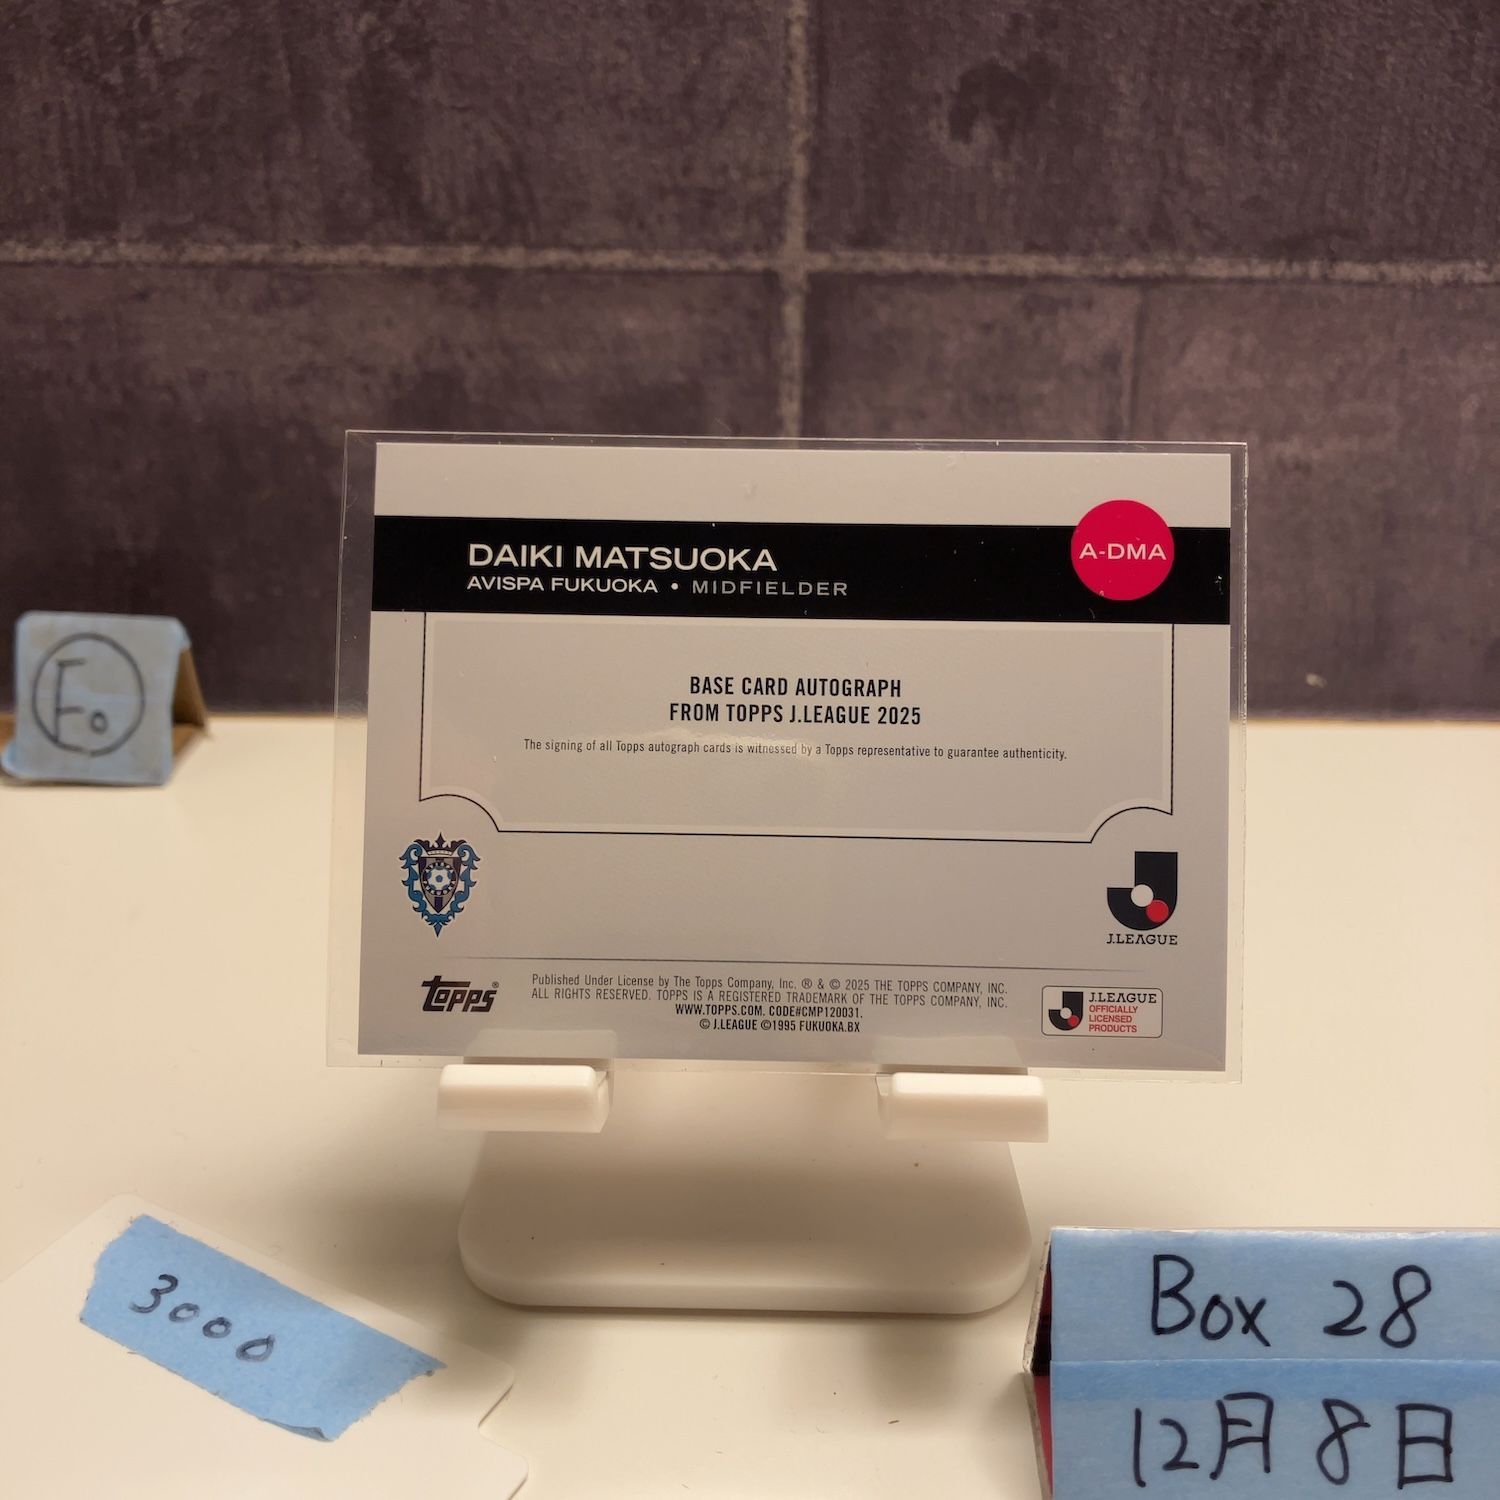 DAIKI MATSUOKA
AVISPA FUKUOKA • MIDFIELDER
A-DMA
BASE CARD AUTOGRAPH
FROM TOPPS J.LEAGUE 2025
The signing of all Topps autograph cards is witnessed by a Topps representative to guarantee authenticity.
J.LEAGUE
topps®
Published Under License by The Topps Company, Inc. ® & © 2025 THE TOPPS COMPANY, INC.
ALL RIGHTS RESERVED. TOPPS IS A REGISTERED TRADEMARK OF THE TOPPS COMPANY, INC.
WWW.TOPPS.COM. CODE#CMP120031.
© J.LEAGUE ©1995 FUKUOKA.BX
J.LEAGUE
OFFICIALLY
LICENSED
PRODUCTS
Fo
3000
Box 28
12月8日